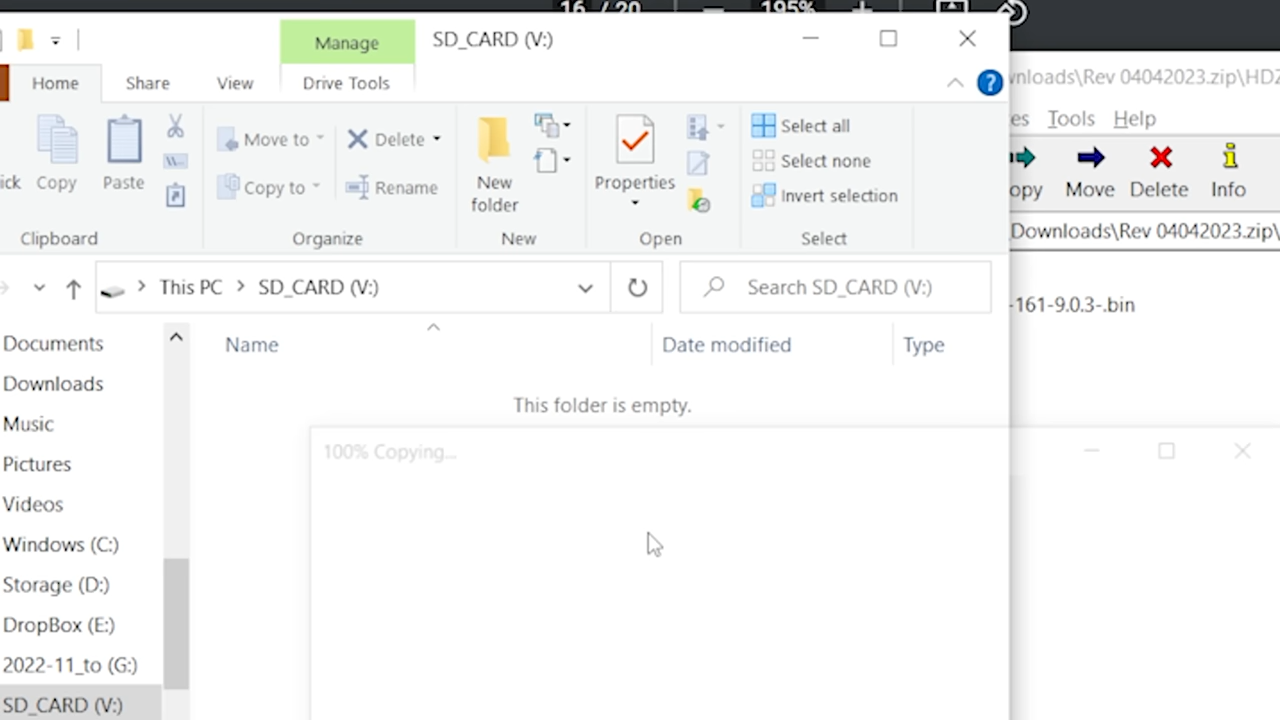 16 / 20
195%
Manage
SD_CARD (V:)
Home
Share
View
Drive Tools
?
Copy
Paste
Move to
Copy to
Delete
Rename
New
folder
Properties
Select all
Select none
Invert selection
Clipboard
Organize
New
Open
Select
This PC > SD_CARD (V:)
Search SD_CARD (V:)
Documents
Downloads
Music
Pictures
Videos
Windows (C:)
Storage (D:)
DropBox (E:)
2022-11_to (G:)
SD_CARD (V:)
Name
Date modified
Type
This folder is empty.
100% Copying...
wnloads\Rev 04042023.zip\HDZ
es
Tools
Help
opy
Move
Delete
Info
Downloads\Rev 04042023.zip\
-161-9.0.3-.bin